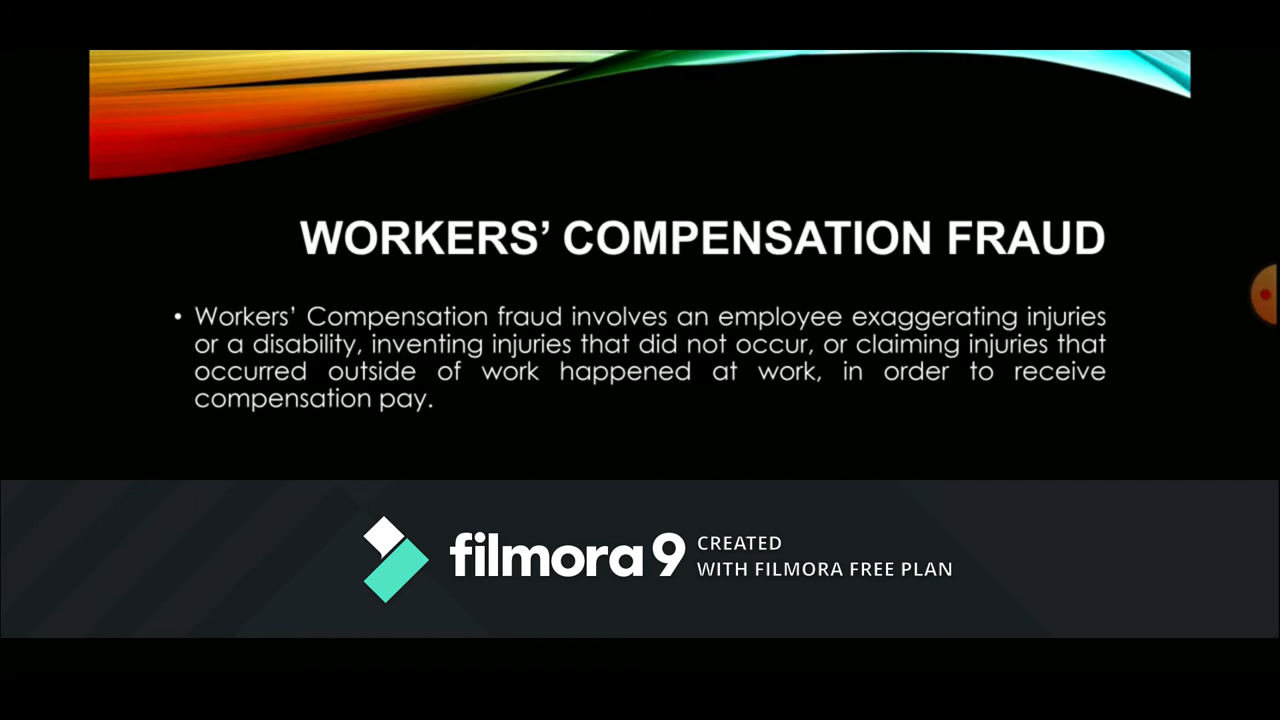 WORKERS’ COMPENSATION FRAUD
• Workers’ Compensation fraud involves an employee exaggerating injuries
or a disability, inventing injuries that did not occur, or claiming injuries that
occurred outside of work happened at work, in order to receive
compensation pay.
filmora 9 CREATED
WITH FILMORA FREE PLAN